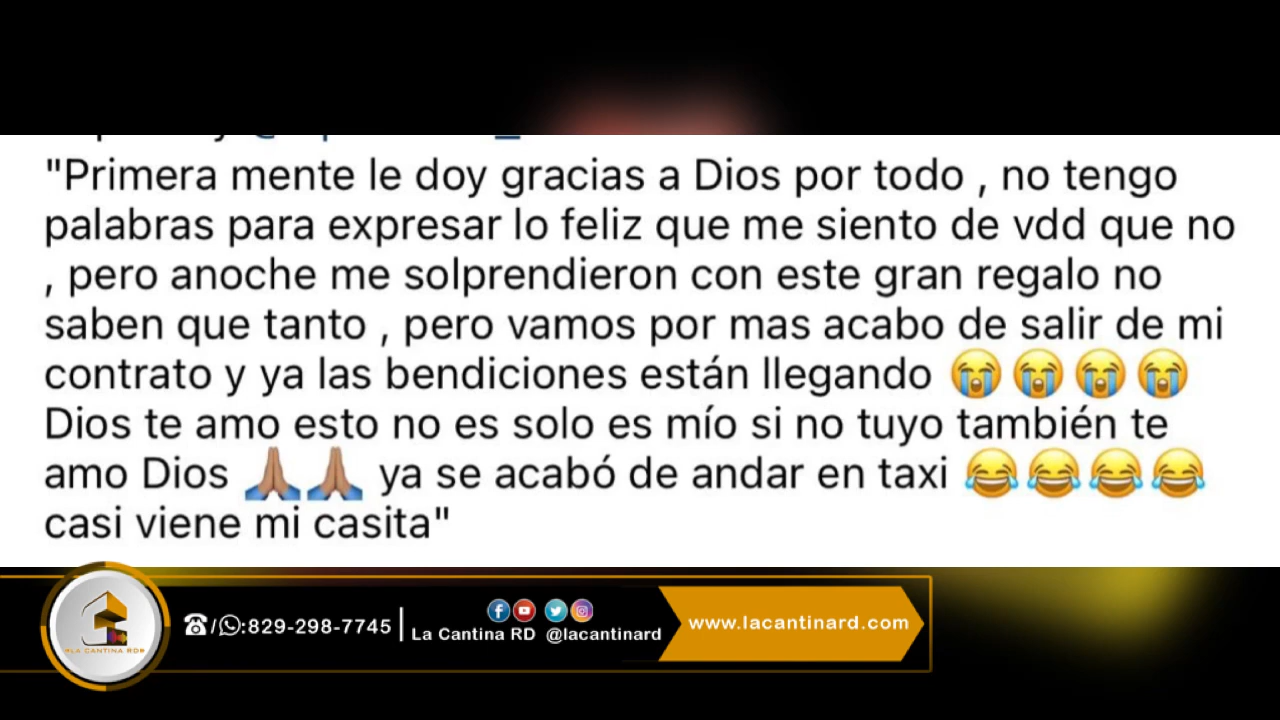 "Primera mente le doy gracias a Dios por todo , no tengo
palabras para expresar lo feliz que me siento de vdd que no
, pero anoche me solprendieron con este gran regalo no
saben que tanto , pero vamos por mas acabo de salir de mi
contrato y ya las bendiciones están llegando 😭😭😭😭
Dios te amo esto no es solo es mío si no tuyo también te
amo Dios 🙏🏽🙏🏽 ya se acabó de andar en taxi 😂😂😂😂
casi viene mi casita"
LA CANTINA RD
/ :829-298-7745 | La Cantina RD @lacantinard
www.lacantinard.com